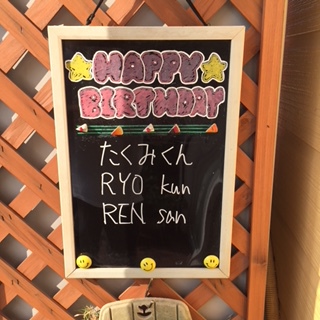 HAPPY
BIRTHDAY
たくみくん
RYO kun
REN san